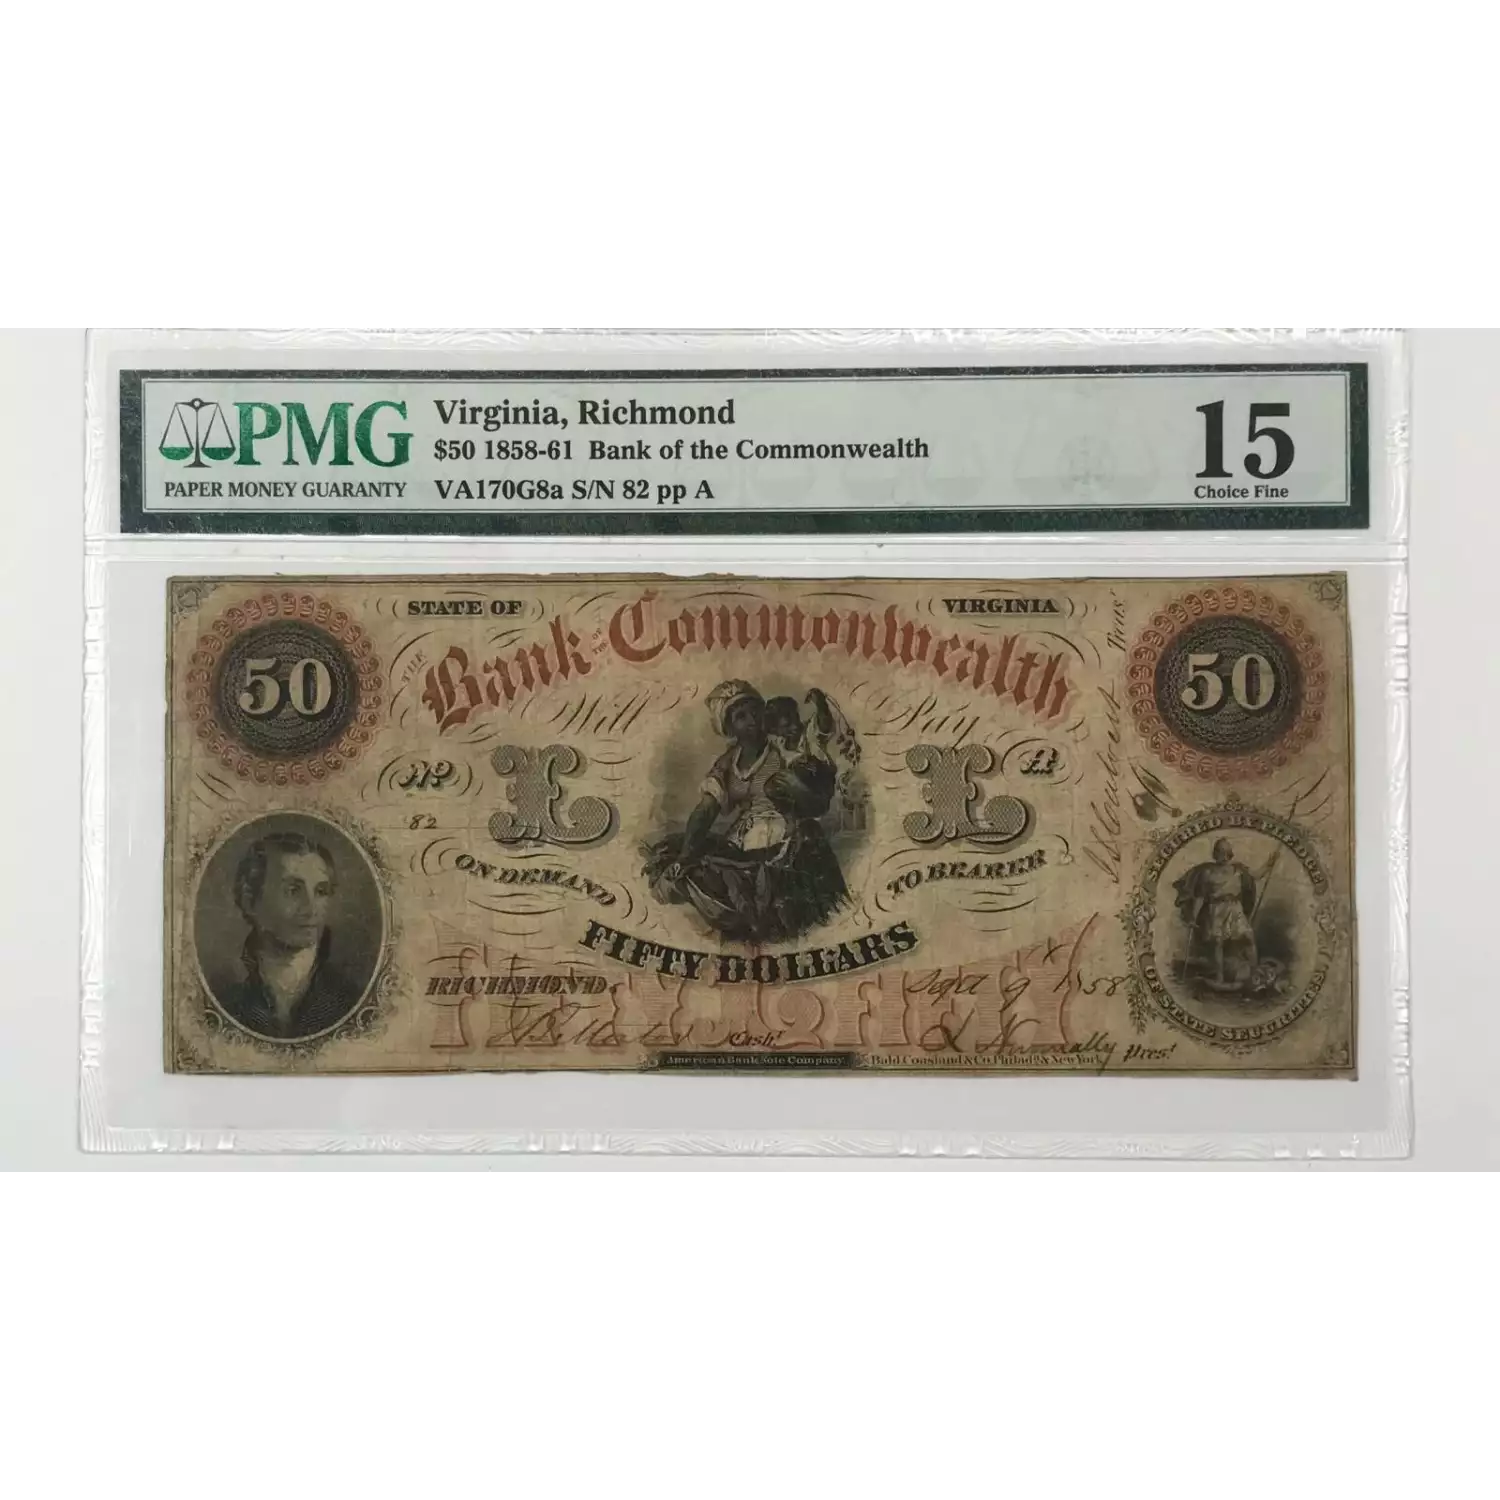 PMG
PAPER MONEY GUARANTY
Virginia, Richmond
$50 1858-61 Bank of the Commonwealth
VA170G8a S/N 82 pp A
15
Choice Fine
STATE OF VIRGINIA
THE Bank OF THE Commonwealth
50 50
Will Pay
No A
L L
82
ON DEMAND TO BEARER
FIFTY DOLLARS
RICHMOND. Sept 9 1858
FIFTY
Cash!
Pres!
American Bank Note Company. Bald, Cousland & Co. Philada & New York
SECURED BY PLEDGE
OF STATE SECURITIES.